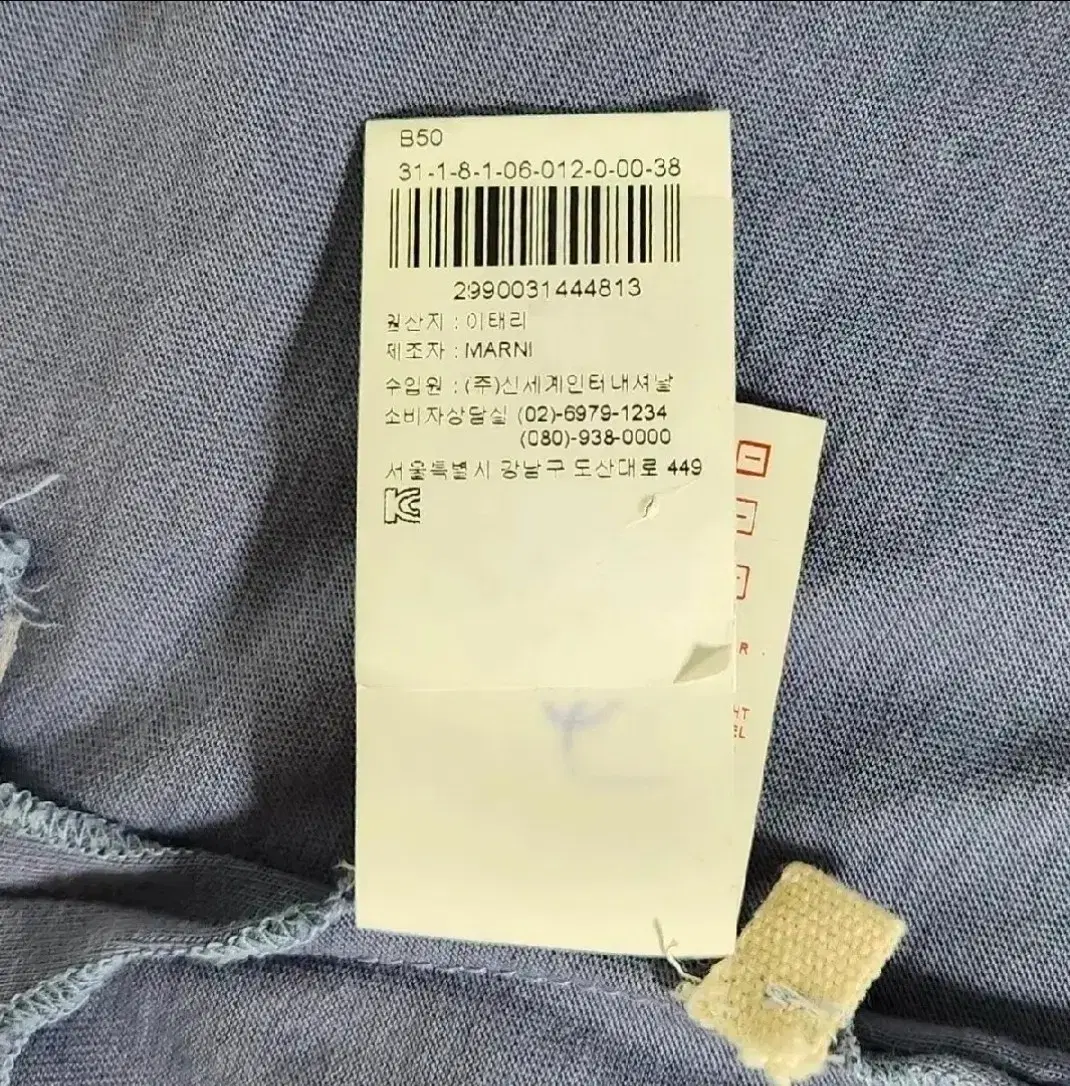 B50
31-1-8-1-06-012-0-00-38
2990031444813
원산지 : 이태리
제조자 : MARNI
수입원 : (주)신세계인터내셔날
소비자상담실 (02)-6979-1234
(080)-938-0000
서울특별시 강남구 도산대로 449